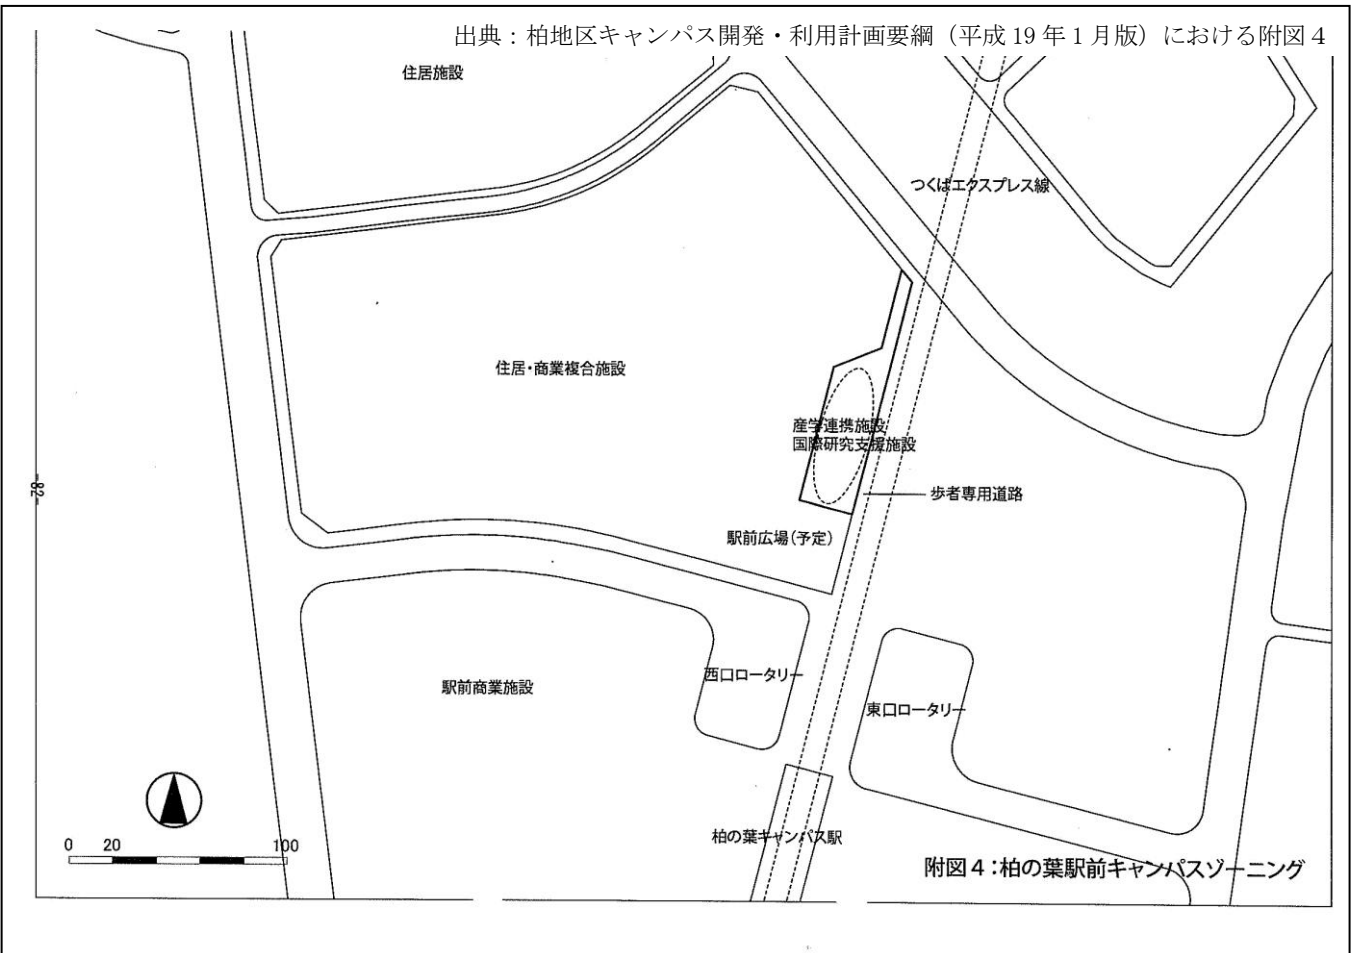 出典：柏地区キャンパス開発・利用計画要綱（平成 19 年 1 月版）における附図 4
住居施設
つくばエクスプレス線
住居・商業複合施設
産学連携施設
国際研究支援施設
-82-
歩者専用道路
駅前広場（予定）
西口ロータリー
駅前商業施設
東口ロータリー
柏の葉キャンパス駅
0 20 100
附図４：柏の葉駅前キャンパスゾーニング